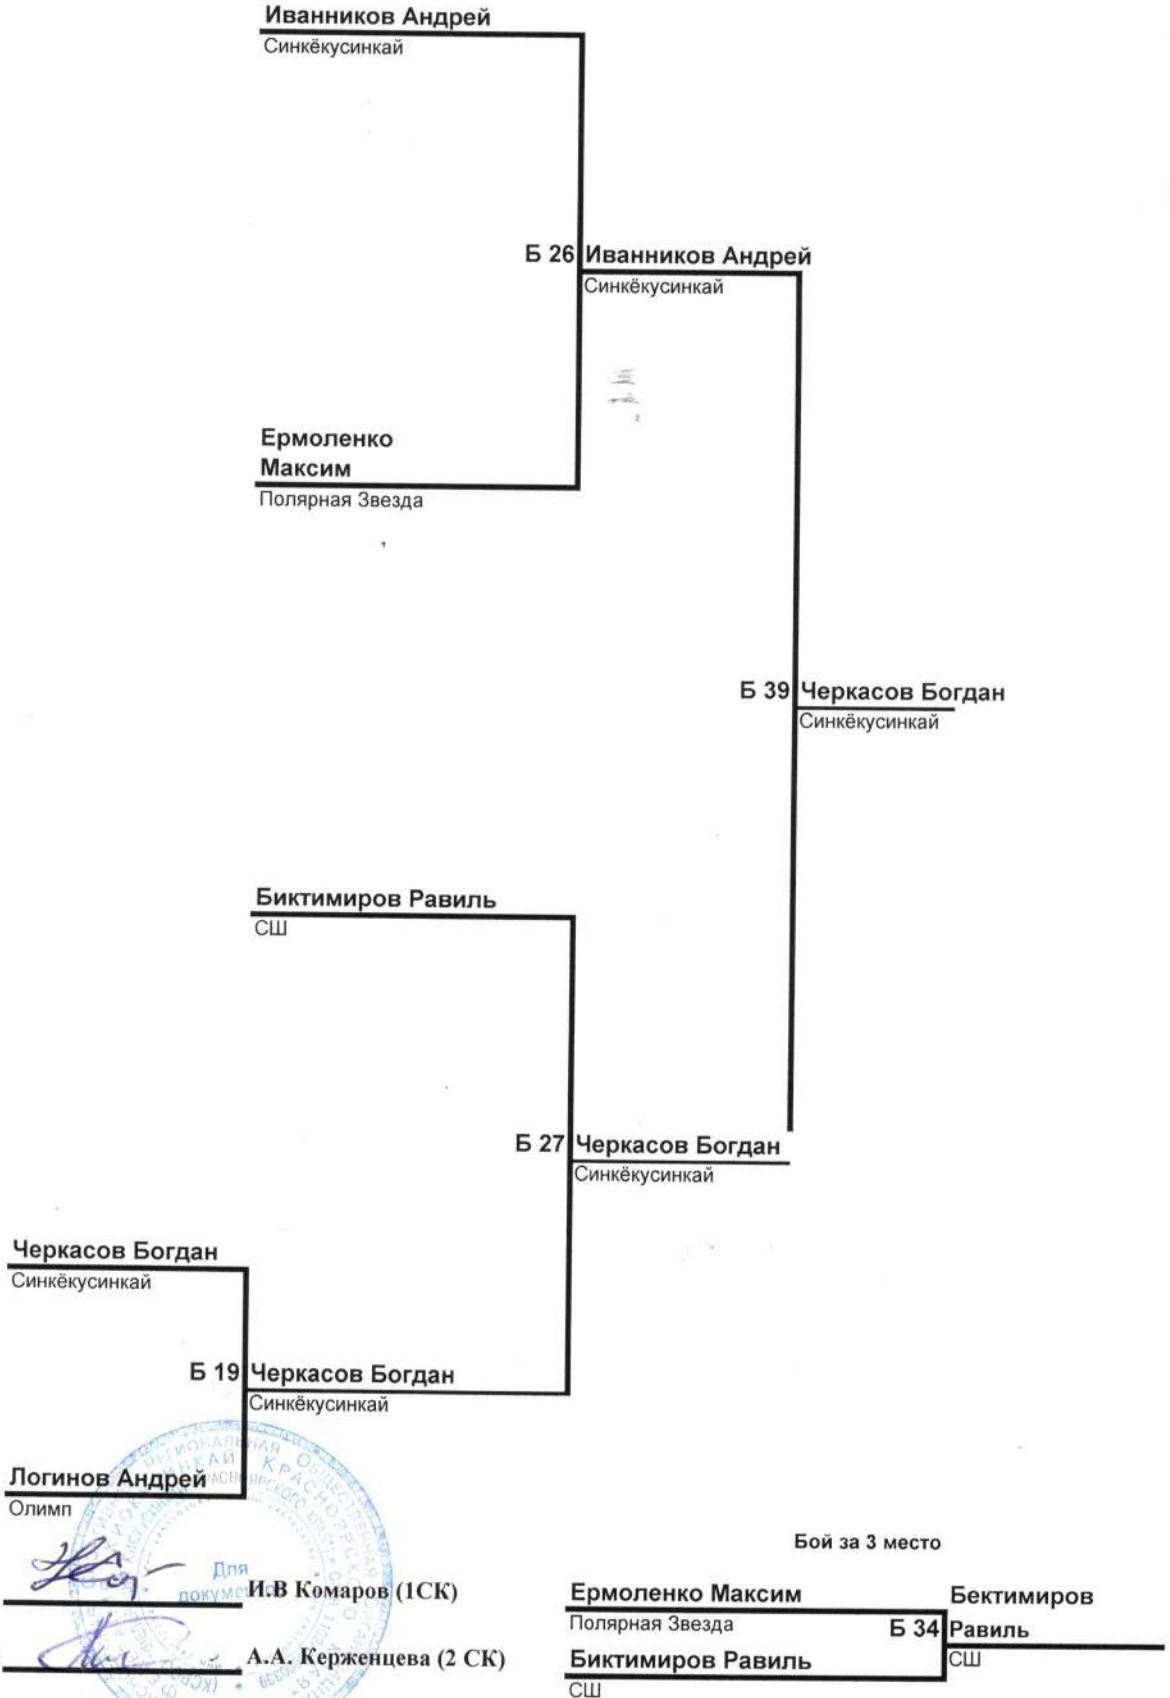 Иванников Андрей
Синкёкусинкай
Б 26 Иванников Андрей
Синкёкусинкай
Ермоленко
Максим
Полярная Звезда
Б 39 Черкасов Богдан
Синкёкусинкай
Биктимиров Равиль
СШ
Б 27 Черкасов Богдан
Синкёкусинкай
Черкасов Богдан
Синкёкусинкай
Б 19 Черкасов Богдан
Синкёкусинкай
Логинов Андрей
Олимп
Для
И.В Комаров (1СК)
А.А. Керженцева (2 СК)
Бой за 3 место
Ермоленко Максим
Полярная Звезда
Биктимиров Равиль
СШ
Бектимиров
Б 34 Равиль
СШ